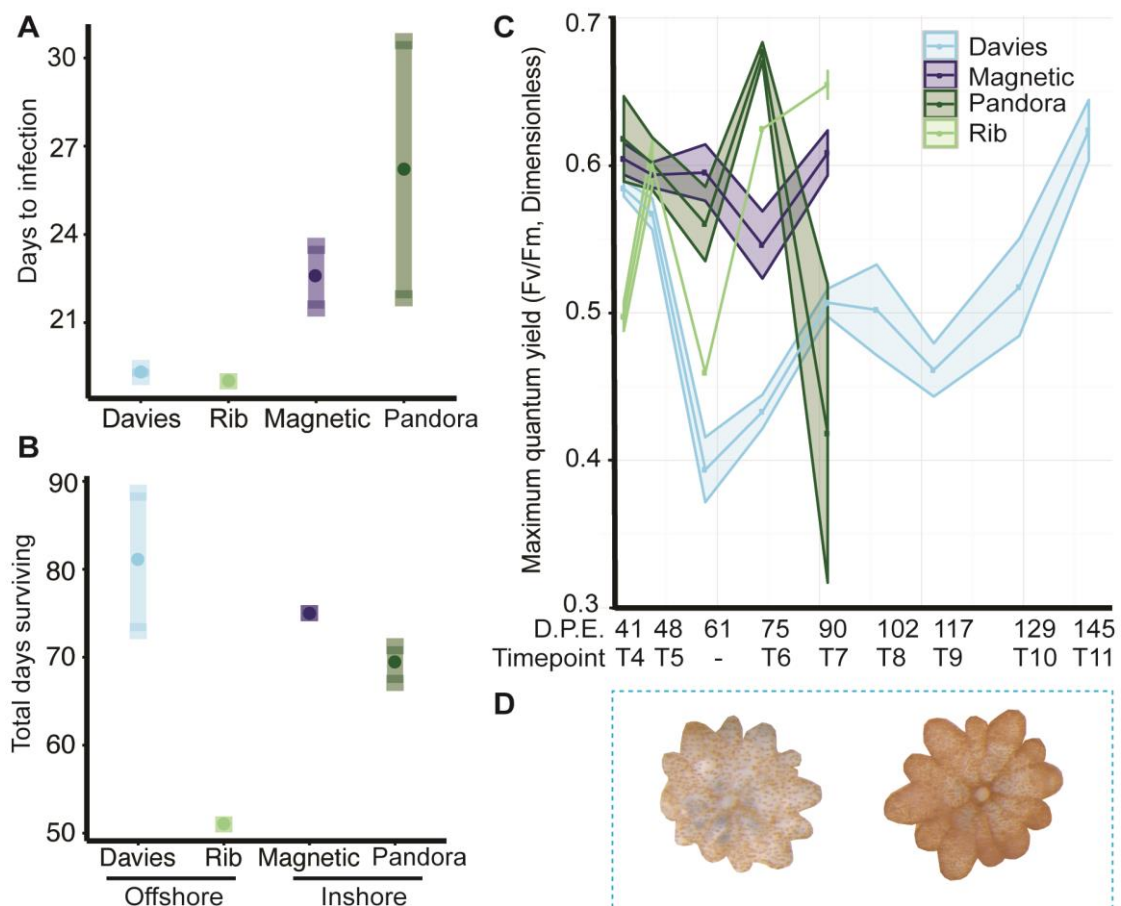 A
30
27
24
21
Days to infection
Davies Rib Magnetic Pandora
B
90
80
70
60
50
Total days surviving
Davies Rib Magnetic Pandora
Offshore Inshore
C
0.7
0.6
0.5
0.4
0.3
Maximum quantum yield (Fv/Fm, Dimensionless)
Davies
Magnetic
Pandora
Rib
D.P.E. 41 48 61 75 90 102 117 129 145
Timepoint T4 T5 - T6 T7 T8 T9 T10 T11
D